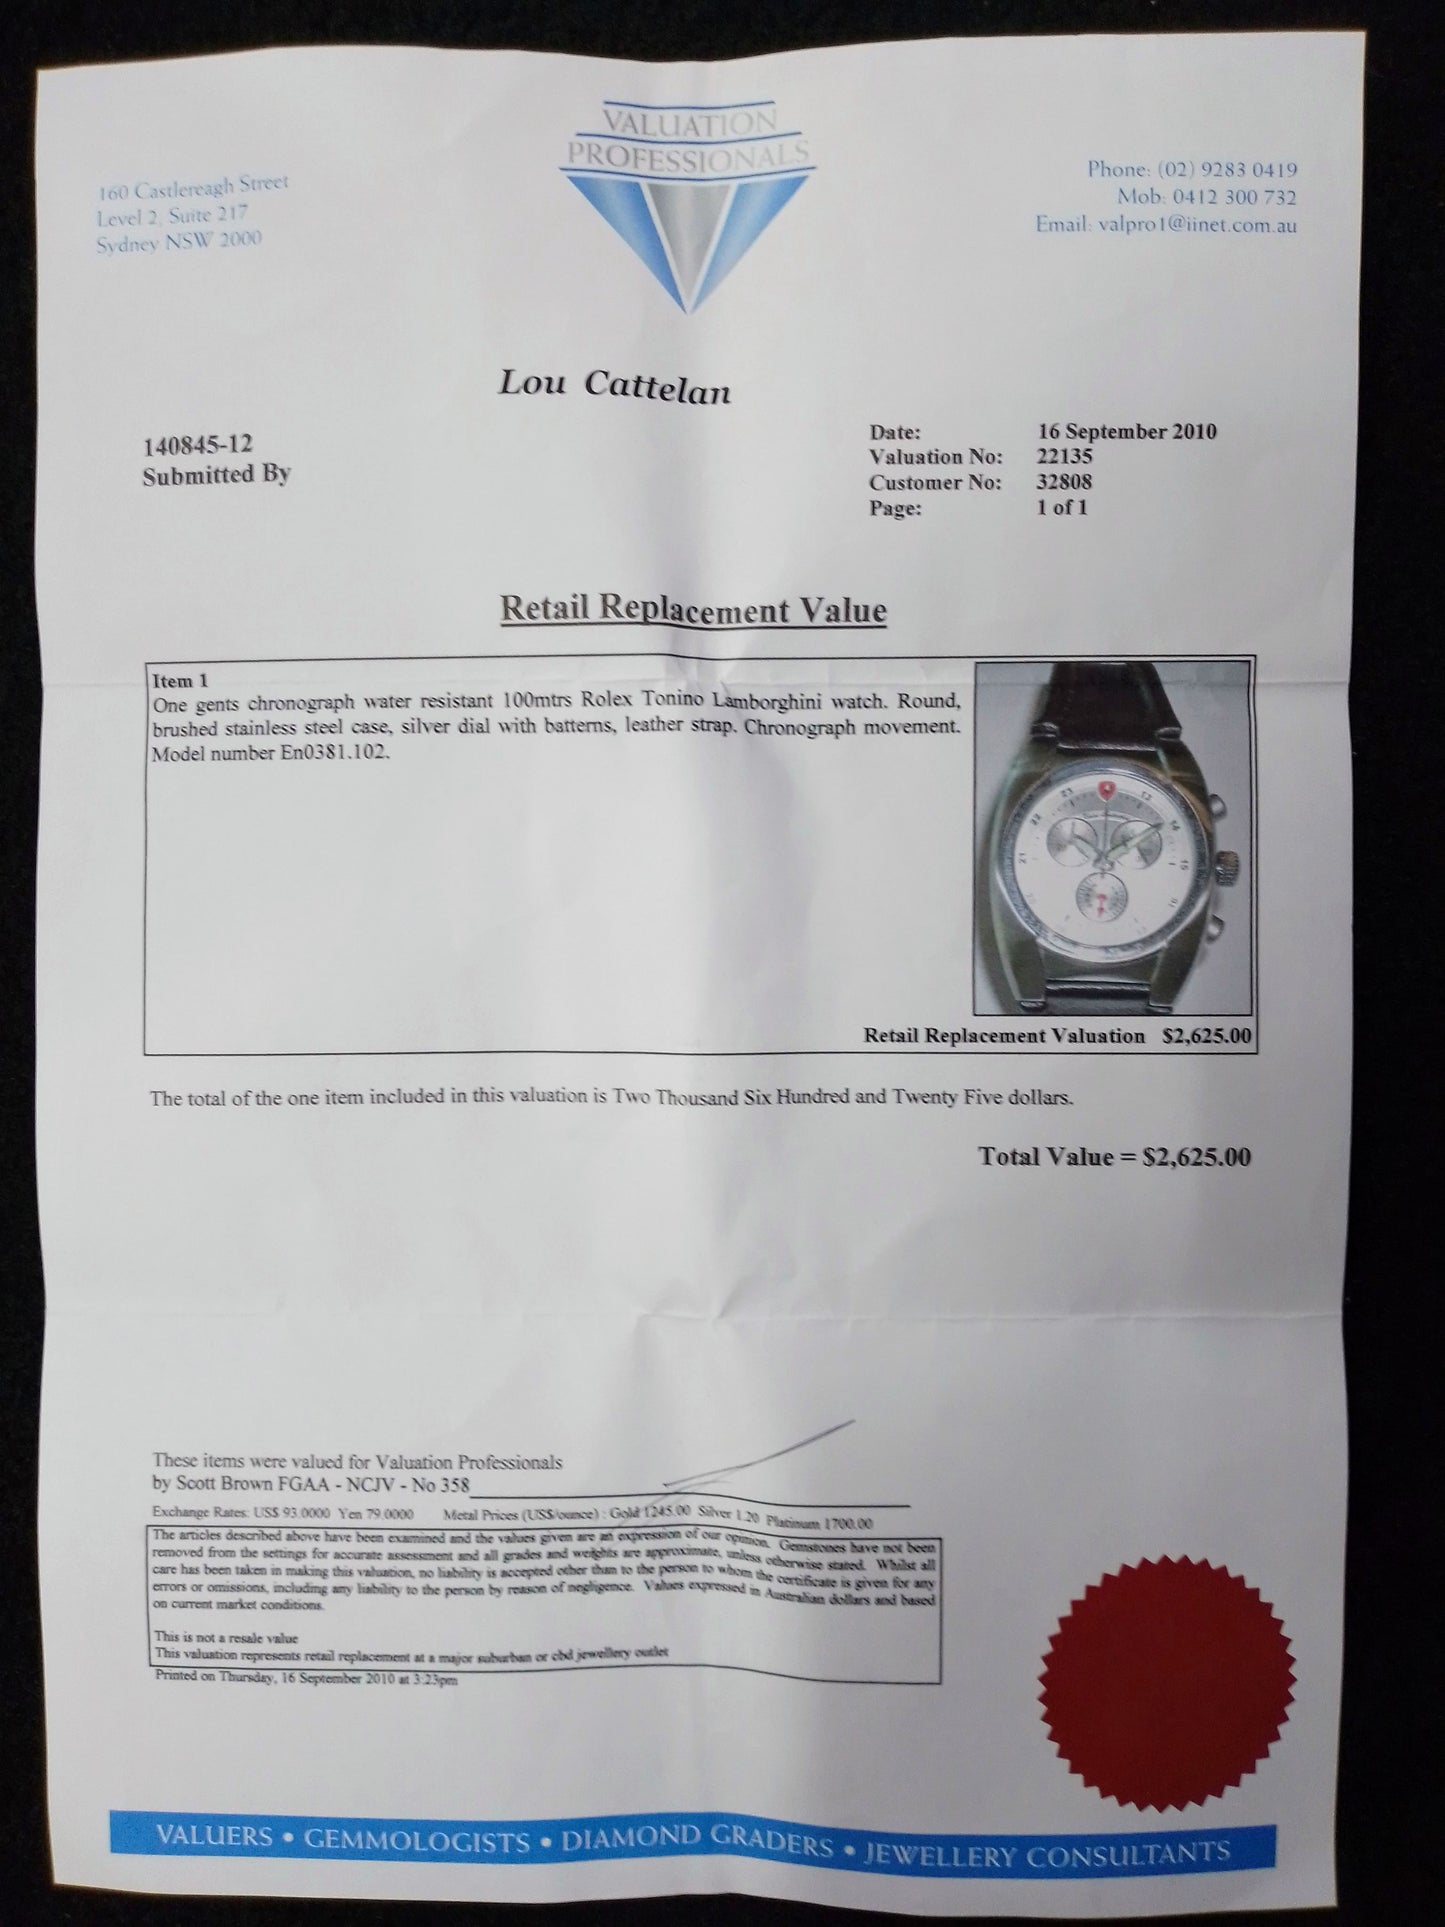 VALUATION
PROFESSIONALS
160 Castlereagh Street
Level 2, Suite 217
Sydney NSW 2000
Phone: (02) 9283 0419
Mob: 0412 300 732
Email: valpro1@iinet.com.au
Lou Cattelan
140845-12
Submitted By
Date: 16 September 2010
Valuation No: 22135
Customer No: 32808
Page: 1 of 1
Retail Replacement Value
Item 1
One gents chronograph water resistant 100mtrs Rolex Tonino Lamborghini watch. Round,
brushed stainless steel case, silver dial with batterns, leather strap. Chronograph movement.
Model number En0381.102.
23
13
22
14
21
15
Retail Replacement Valuation $2,625.00
The total of the one item included in this valuation is Two Thousand Six Hundred and Twenty Five dollars.
Total Value = $2,625.00
These items were valued for Valuation Professionals
by Scott Brown FGAA - NCJV - No 358
Exchange Rates: US$ 93.0000 Yen 79.0000 Metal Prices (US$/ounce) : Gold 1245.00 Silver 1.20 Platinum 1700.00
The articles described above have been examined and the values given are an expression of our opinion. Gemstones have not been
removed from the settings for accurate assessment and all grades and weights are approximate, unless otherwise stated. Whilst all
care has been taken in making this valuation, no liability is accepted other than to the person to whom the certificate is given for any
errors or omissions, including any liability to the person by reason of negligence. Values expressed in Australian dollars and based
on current market conditions.
This is not a resale value
This valuation represents retail replacement at a major suburban or cbd jewellery outlet
Printed on Thursday, 16 September 2010 at 3:23pm
VALUERS • GEMMOLOGISTS • DIAMOND GRADERS • JEWELLERY CONSULTANTS